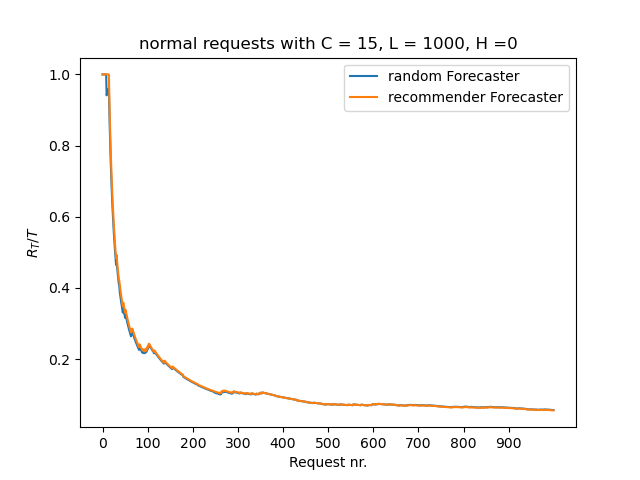 normal requests with C = 15, L = 1000, H =0
random Forecaster
recommender Forecaster
R_T/T
1.0
0.8
0.6
0.4
0.2
0 100 200 300 400 500 600 700 800 900
Request nr.